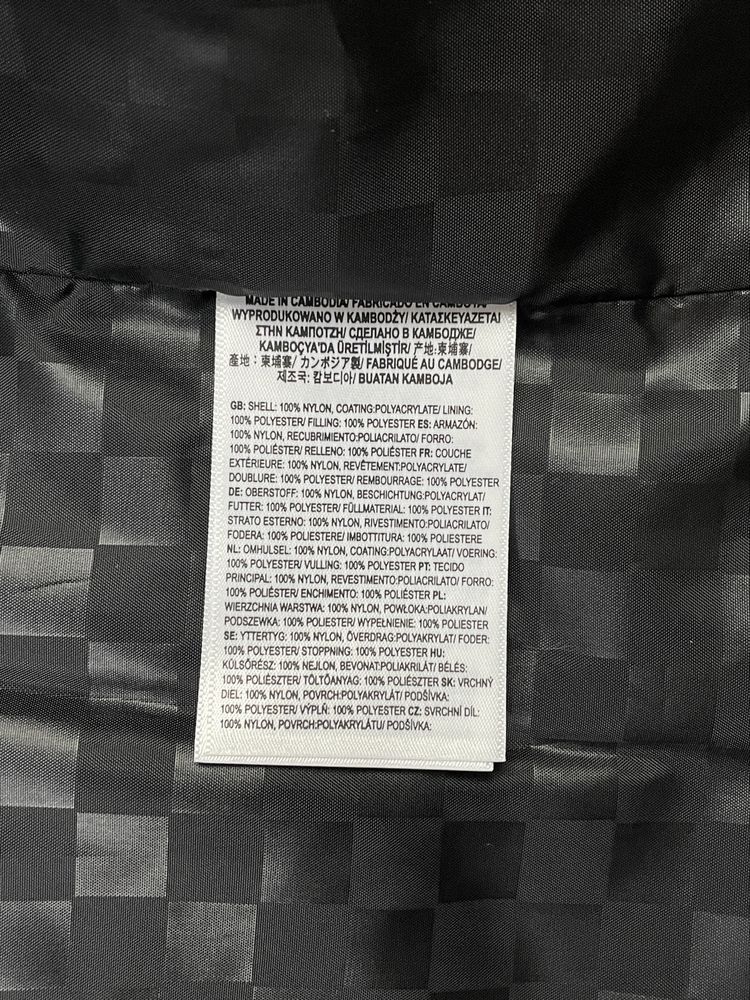 MADE IN CAMBODIA/ FABRICADO EN CAMBOYA/
WYPRODUKOWANO W KAMBODŻY/ ΚΑΤΑΣΚΕΥΑΖΕΤΑΙ
ΣΤΗΝ ΚΑΜΠΟΤΖΗ/ СДЕЛАНО В КАМБОДЖЕ/
KAMBOÇYA'DA ÜRETİLMİŞTİR/ 产地:柬埔寨/
產地：柬埔寨/ カンボジア製/ FABRIQUÉ AU CAMBODGE/
제조국: 캄보디아/ BUATAN KAMBOJA
GB: SHELL: 100% NYLON, COATING:POLYACRYLATE/ LINING:
100% POLYESTER/ FILLING: 100% POLYESTER ES: ARMAZÓN:
100% NYLON, RECUBRIMIENTO:POLIACRILATO/ FORRO:
100% POLIÉSTER/ RELLENO: 100% POLIÉSTER FR: COUCHE
EXTÉRIEURE: 100% NYLON, REVÊTEMENT:POLYACRYLATE/
DOUBLURE: 100% POLYESTER/ REMBOURRAGE: 100% POLYESTER
DE: OBERSTOFF: 100% NYLON, BESCHICHTUNG:POLYACRYLAT/
FUTTER: 100% POLYESTER/ FÜLLMATERIAL: 100% POLYESTER IT:
STRATO ESTERNO: 100% NYLON, RIVESTIMENTO:POLIACRILATO/
FODERA: 100% POLIESTERE/ IMBOTTITURA: 100% POLIESTERE
NL: OMHULSEL: 100% NYLON, COATING:POLYACRYLAAT/ VOERING:
100% POLYESTER/ VULLING: 100% POLYESTER PT: TECIDO
PRINCIPAL: 100% NYLON, REVESTIMENTO:POLIACRILATO/ FORRO:
100% POLIÉSTER/ ENCHIMENTO: 100% POLIÉSTER PL:
WIERZCHNIA WARSTWA: 100% NYLON, POWŁOKA:POLIAKRYLAN/
PODSZEWKA: 100% POLIESTER/ WYPEŁNIENIE: 100% POLIESTER
SE: YTTERTYG: 100% NYLON, ÖVERDRAG:POLYAKRYLAT/ FODER:
100% POLYESTER/ STOPPNING: 100% POLYESTER HU:
KÜLSŐRÉSZ: 100% NEJLON, BEVONAT:POLIAKRILÁT/ BÉLÉS:
100% POLIÉSZTER/ TÖLTŐANYAG: 100% POLIÉSZTER SK: VRCHNÝ
DIEL: 100% NYLON, POVRCH:POLYAKRYLÁT/ PODŠÍVKA:
100% POLYESTER/ VÝPLŇ: 100% POLYESTER CZ: SVRCHNÍ DÍL:
100% NYLON, POVRCH:POLYAKRYLÁTU/ PODŠÍVKA: